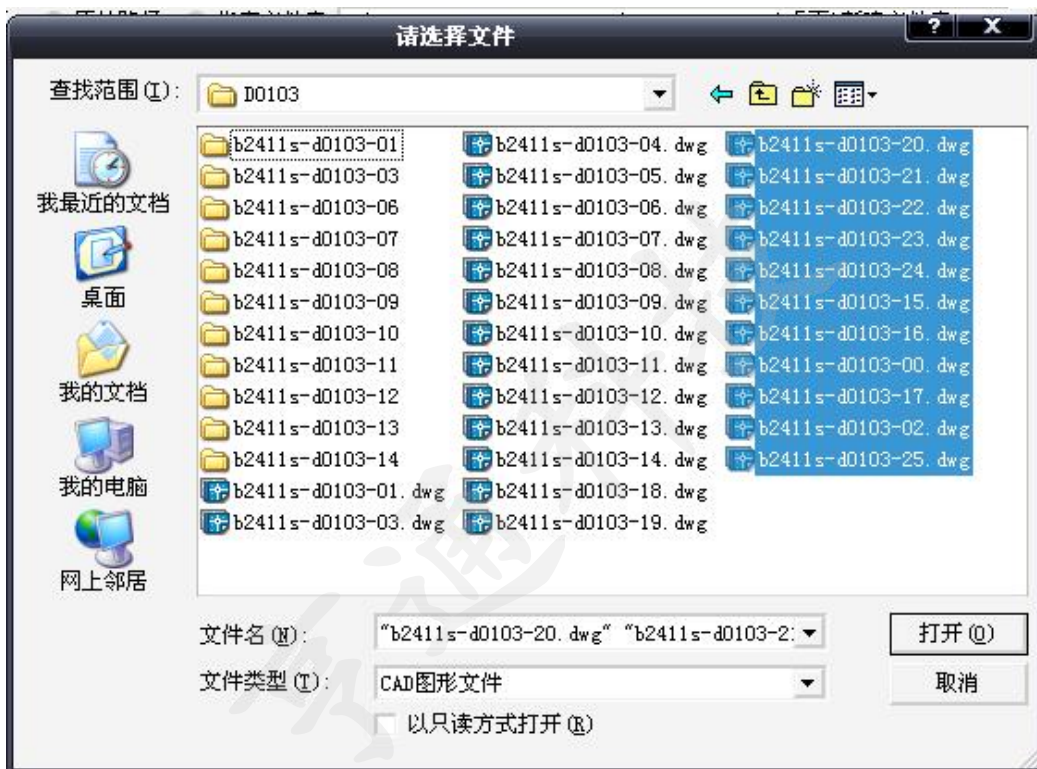 请选择文件
查找范围(I): D0103
我最近的文档
桌面
我的文档
我的电脑
网上邻居
b2411s-d0103-01
b2411s-d0103-03
b2411s-d0103-06
b2411s-d0103-07
b2411s-d0103-08
b2411s-d0103-09
b2411s-d0103-10
b2411s-d0103-11
b2411s-d0103-12
b2411s-d0103-13
b2411s-d0103-14
b2411s-d0103-01.dwg
b2411s-d0103-03.dwg
b2411s-d0103-04.dwg
b2411s-d0103-05.dwg
b2411s-d0103-06.dwg
b2411s-d0103-07.dwg
b2411s-d0103-08.dwg
b2411s-d0103-09.dwg
b2411s-d0103-10.dwg
b2411s-d0103-11.dwg
b2411s-d0103-12.dwg
b2411s-d0103-13.dwg
b2411s-d0103-14.dwg
b2411s-d0103-18.dwg
b2411s-d0103-19.dwg
b2411s-d0103-20.dwg
b2411s-d0103-21.dwg
b2411s-d0103-22.dwg
b2411s-d0103-23.dwg
b2411s-d0103-24.dwg
b2411s-d0103-15.dwg
b2411s-d0103-16.dwg
b2411s-d0103-00.dwg
b2411s-d0103-17.dwg
b2411s-d0103-02.dwg
b2411s-d0103-25.dwg
文件名(N): "b2411s-d0103-20.dwg" "b2411s-d0103-2 打开(O)
文件类型(T): CAD图形文件 取消
以只读方式打开(R)